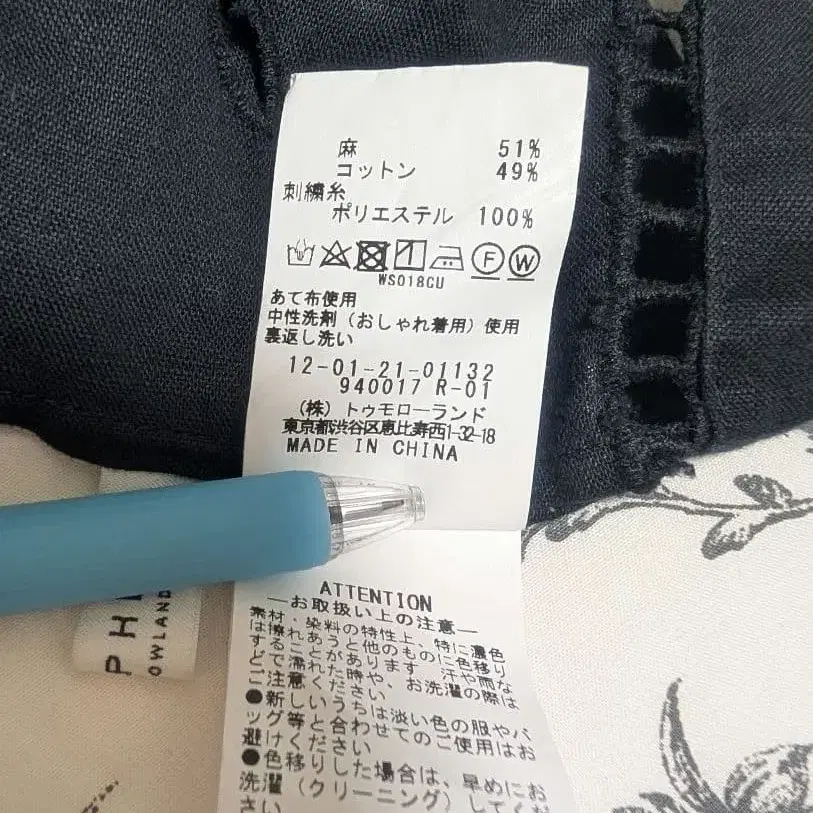 麻 51%
コットン 49%
刺繍糸
ポリエステル 100%
F W
WS018CU
あて布使用
中性洗剤（おしゃれ着用）使用
裏返し洗い
12-01-21-01132
940017 R-01
（株）トゥモローランド
東京都渋谷区恵比寿西1-32-18
MADE IN CHINA
ATTENTION
―お取扱い上の注意―
素材・染料の特性上、特に濃色
は擦れあうと他のものに色移り
することがあります。汗や雨な
どで濡れた時や、お洗濯の際は
ご注意ください
●新しいうちは淡い色の服やバ
ッグ等と合わせてのご使用はお
避けください
●色移りした場合は、早めにお
洗濯（クリーニング）してくだ
さい
PH
OWLAND